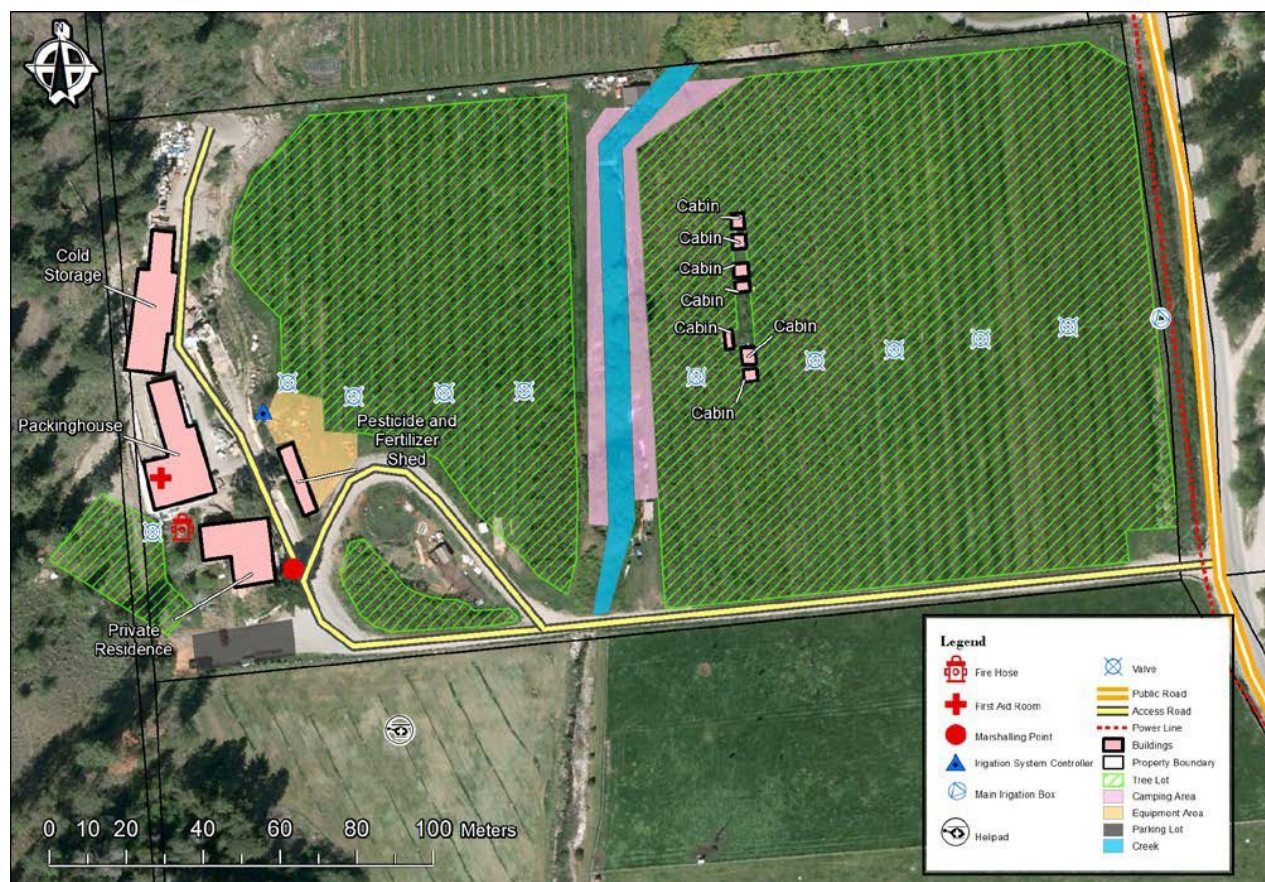 N
Cold
Storage
Packinghouse
Pesticide and
Fertilizer
Shed
Private
Residence
Cabin
Cabin
Cabin
Cabin
Cabin
Cabin
Cabin
0 10 20 40 60 80 100 Meters
Legend
Fire Hose
First Aid Room
Marshalling Point
Irigation System Controller
Main Irigation Box
Helpad
Valve
Public Road
Access Road
Power Line
Buildings
Property Boundary
Tree Lot
Camping Area
Equipment Area
Parking Lot
Creek